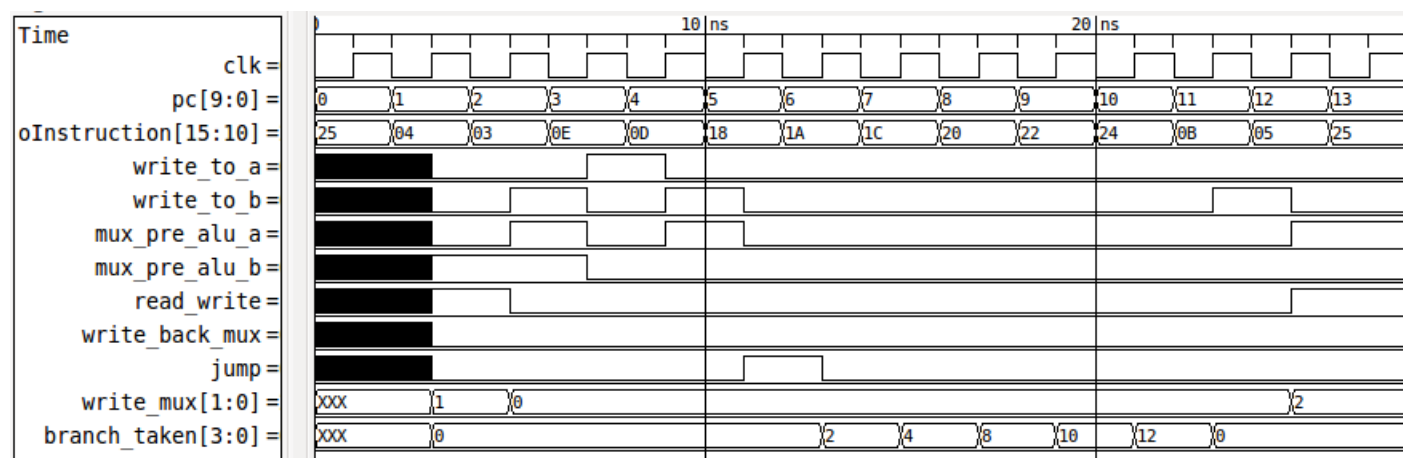 Time 10 ns 20 ns
clk =
pc[9:0] = 0 1 2 3 4 5 6 7 8 9 10 11 12 13
oInstruction[15:10] = 25 04 03 0E 0D 18 1A 1C 20 22 24 0B 05 25
write_to_a =
write_to_b =
mux_pre_alu_a =
mux_pre_alu_b =
read_write =
write_back_mux =
jump =
write_mux[1:0] = XXX 1 0 2
branch_taken[3:0] = XXX 0 2 4 8 10 12 0